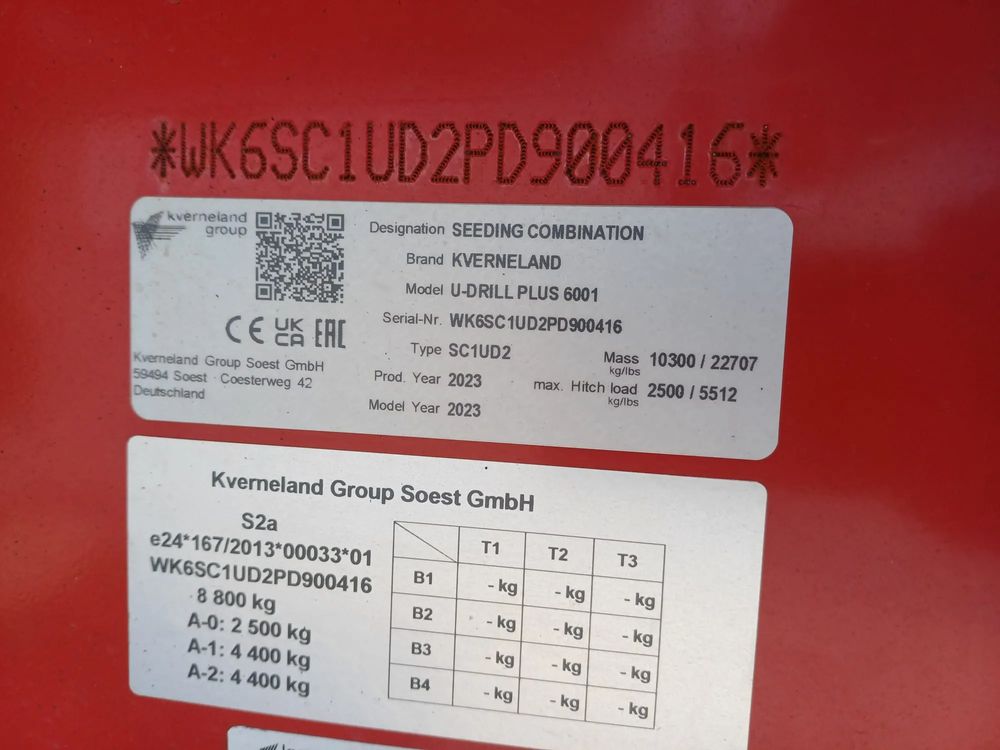 *WK6SC1UD2PD900416*
kverneland
group
Designation SEEDING COMBINATION
Brand KVERNELAND
Model U-DRILL PLUS 6001
Serial-Nr. WK6SC1UD2PD900416
Type SC1UD2
Prod. Year 2023
Model Year 2023
Mass 10300 / 22707
kg/lbs
max. Hitch load 2500 / 5512
kg/lbs
CE UK CA EAC
Kverneland Group Soest GmbH
59494 Soest · Coesterweg 42
Deutschland
Kverneland Group Soest GmbH
S2a
e24*167/2013*00033*01
WK6SC1UD2PD900416
8 800 kg
A-0: 2 500 kg
A-1: 4 400 kg
A-2: 4 400 kg
T1 T2 T3
B1 - kg - kg - kg
B2 - kg - kg - kg
B3 - kg - kg - kg
B4 - kg - kg - kg